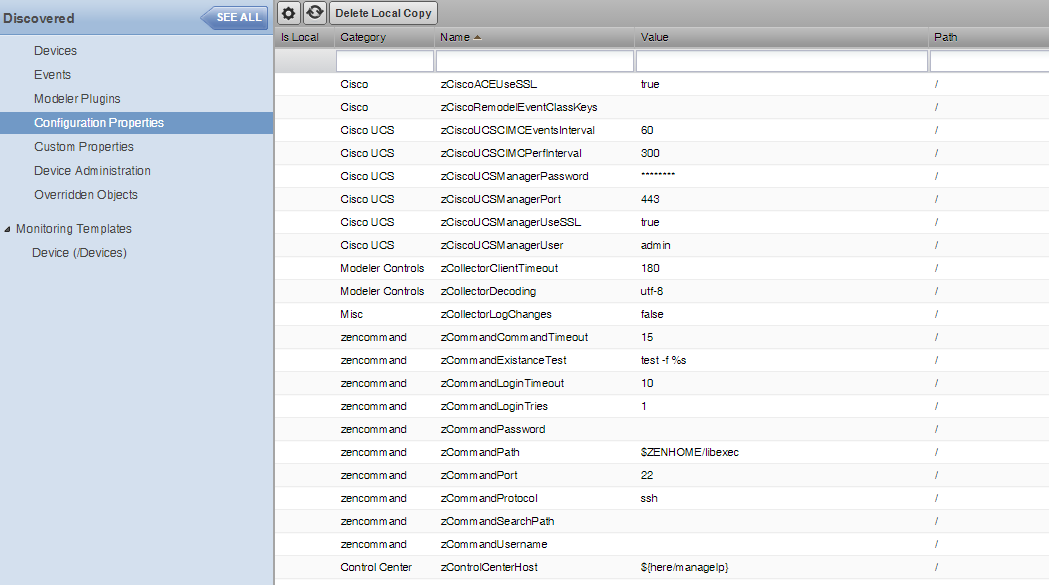 Discovered
SEE ALL
Devices
Events
Modeler Plugins
Configuration Properties
Custom Properties
Device Administration
Overridden Objects
Monitoring Templates
Device (/Devices)
Delete Local Copy
Is Local Category Name Value Path
Cisco zCiscoACEUseSSL true /
Cisco zCiscoRemodelEventClassKeys /
Cisco UCS zCiscoUCSCIMCEventsInterval 60 /
Cisco UCS zCiscoUCSCIMCPerfInterval 300 /
Cisco UCS zCiscoUCSManagerPassword ******** /
Cisco UCS zCiscoUCSManagerPort 443 /
Cisco UCS zCiscoUCSManagerUseSSL true /
Cisco UCS zCiscoUCSManagerUser admin /
Modeler Controls zCollectorClientTimeout 180 /
Modeler Controls zCollectorDecoding utf-8 /
Misc zCollectorLogChanges false /
zencommand zCommandCommandTimeout 15 /
zencommand zCommandExistanceTest test -f %s /
zencommand zCommandLoginTimeout 10 /
zencommand zCommandLoginTries 1 /
zencommand zCommandPassword /
zencommand zCommandPath $ZENHOME/libexec /
zencommand zCommandPort 22 /
zencommand zCommandProtocol ssh /
zencommand zCommandSearchPath /
zencommand zCommandUsername /
Control Center zControlCenterHost ${here/manageIp} /